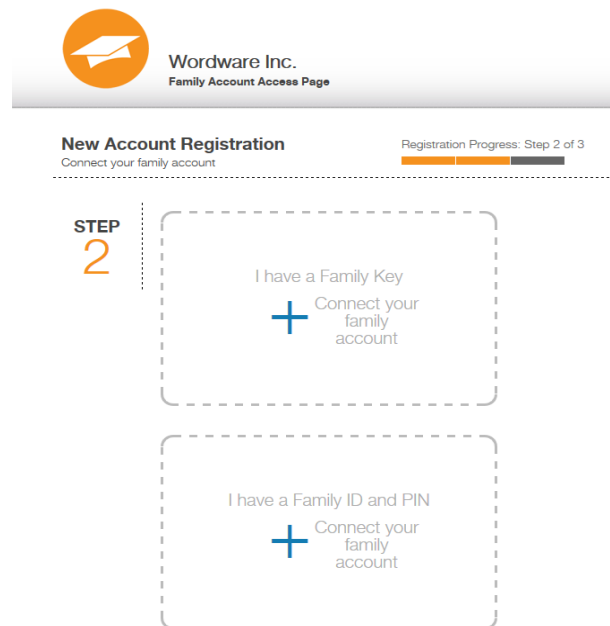 Wordware Inc.
Family Account Access Page
New Account Registration
Registration Progress: Step 2 of 3
Connect your family account
STEP
2
I have a Family Key
Connect your
family
account
I have a Family ID and PIN
Connect your
family
account